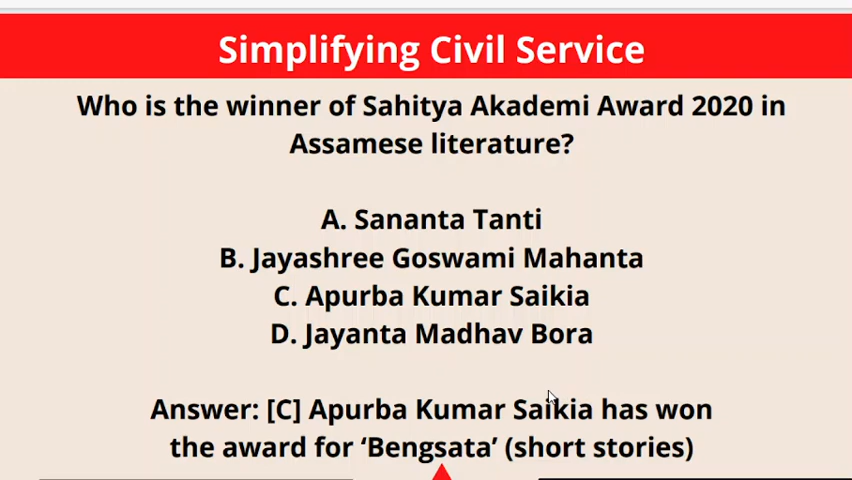 Simplifying Civil Service
Who is the winner of Sahitya Akademi Award 2020 in
Assamese literature?
A. Sananta Tanti
B. Jayashree Goswami Mahanta
C. Apurba Kumar Saikia
D. Jayanta Madhav Bora
Answer: [C] Apurba Kumar Saikia has won
the award for ‘Bengsata’ (short stories)